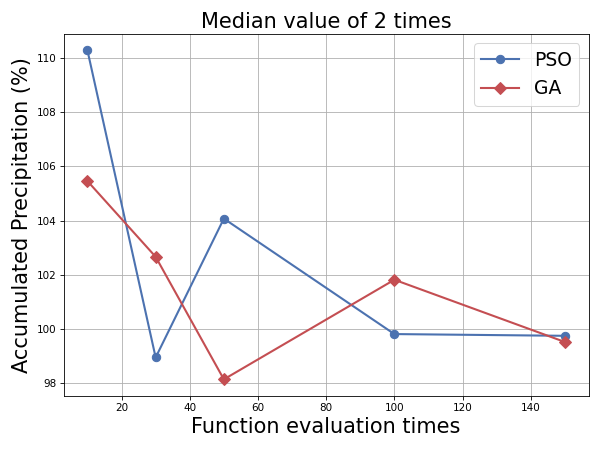 Median value of 2 times
PSO
GA
Accumulated Precipitation (%)
110
108
106
104
102
100
98
20
40
60
80
100
120
140
Function evaluation times